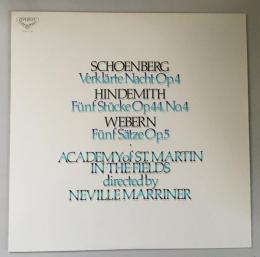 LONDON
SCHOENBERG
Verklärte Nacht Op.4
HINDEMITH
Fünf Stücke Op.44. No.4
WEBERN
Fünf Sätze Op.5
•
ACADEMY of ST. MARTIN
IN THE FIELDS
directed by
NEVILLE MARRINER